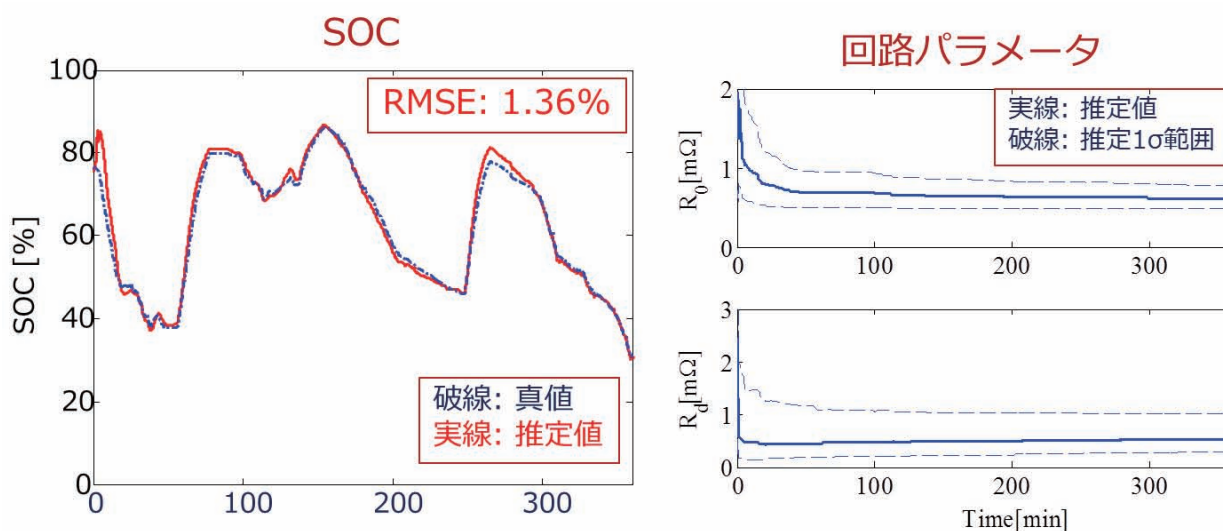 SOC
RMSE: 1.36%
SOC [%]
100
80
60
40
20
0
破線: 真値
実線: 推定値
0 100 200 300
回路パラメータ
実線: 推定値
破線: 推定1σ範囲
R0[mΩ]
2
1
0
0 100 200 300
Rd[mΩ]
3
2
1
0
0 100 200 300
Time[min]